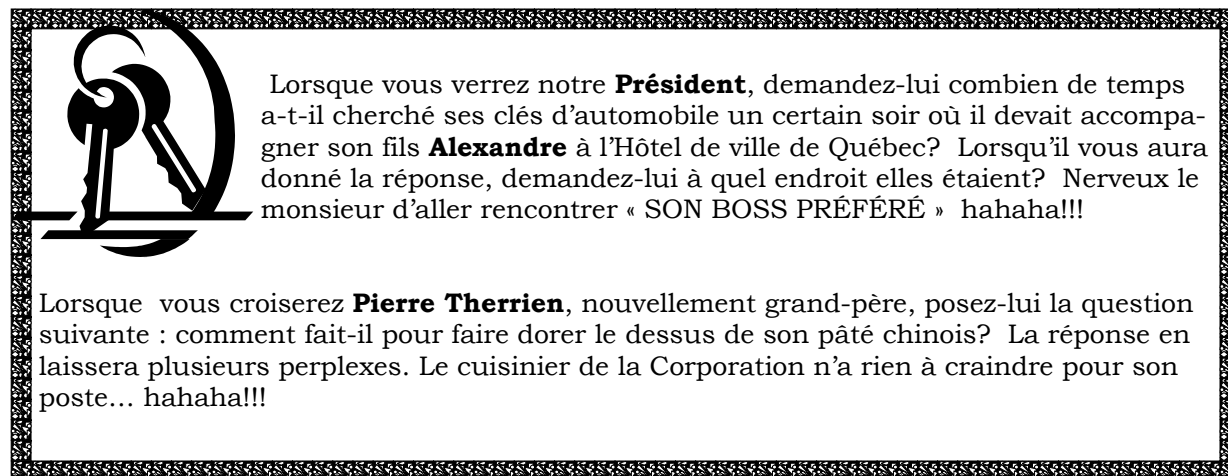 Lorsque vous verrez notre Président, demandez-lui combien de temps
a-t-il cherché ses clés d’automobile un certain soir où il devait accompa-
gner son fils Alexandre à l’Hôtel de ville de Québec? Lorsqu’il vous aura
donné la réponse, demandez-lui à quel endroit elles étaient? Nerveux le
monsieur d’aller rencontrer « SON BOSS PRÉFÉRÉ » hahaha!!!
Lorsque vous croiserez Pierre Therrien, nouvellement grand-père, posez-lui la question
suivante : comment fait-il pour faire dorer le dessus de son pâté chinois? La réponse en
laissera plusieurs perplexes. Le cuisinier de la Corporation n’a rien à craindre pour son
poste… hahaha!!!